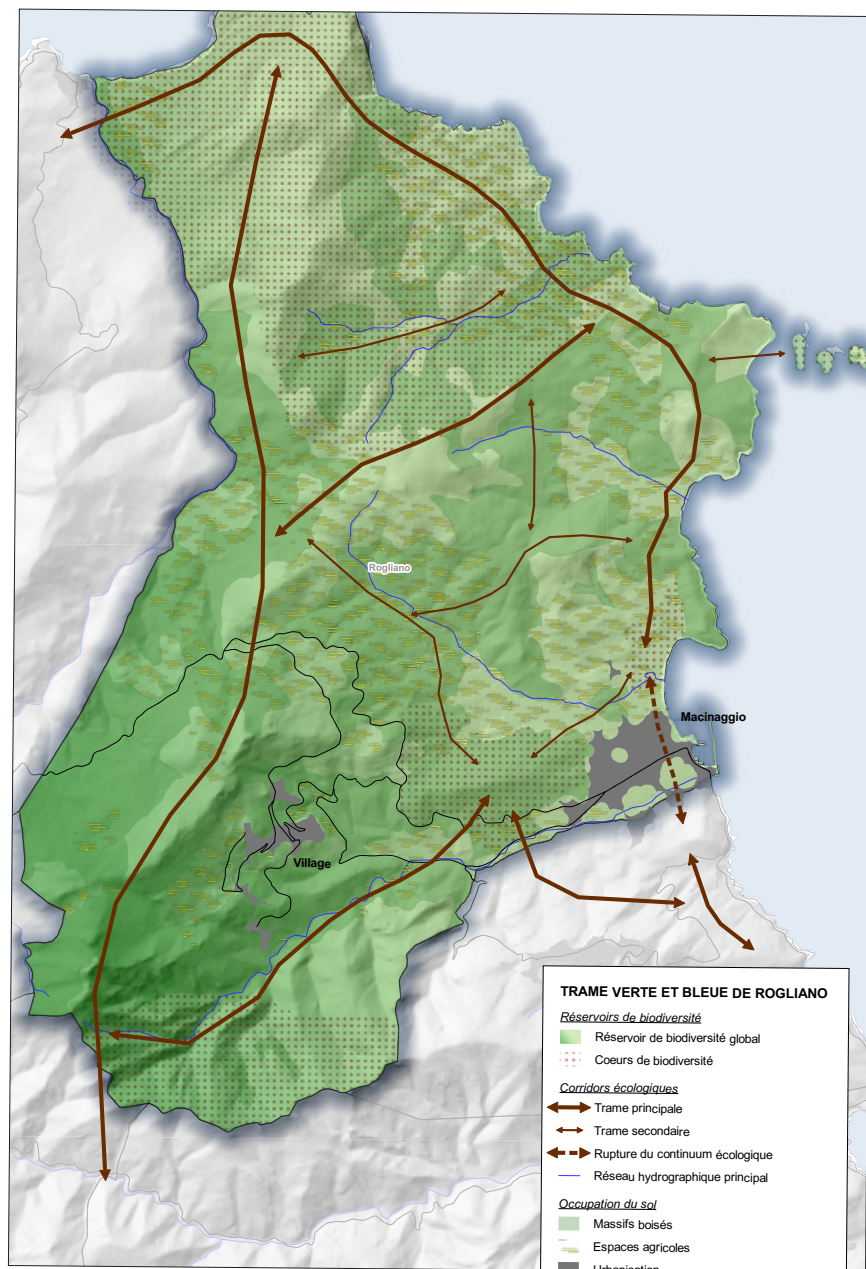 Rogliano
Macinaggio
Village
TRAME VERTE ET BLEUE DE ROGLIANO
Réservoirs de biodiversité
Réservoir de biodiversité global
Coeurs de biodiversité
Corridors écologiques
Trame principale
Trame secondaire
Rupture du continuum écologique
Réseau hydrographique principal
Occupation du sol
Massifs boisés
Espaces agricoles
Urbanisation